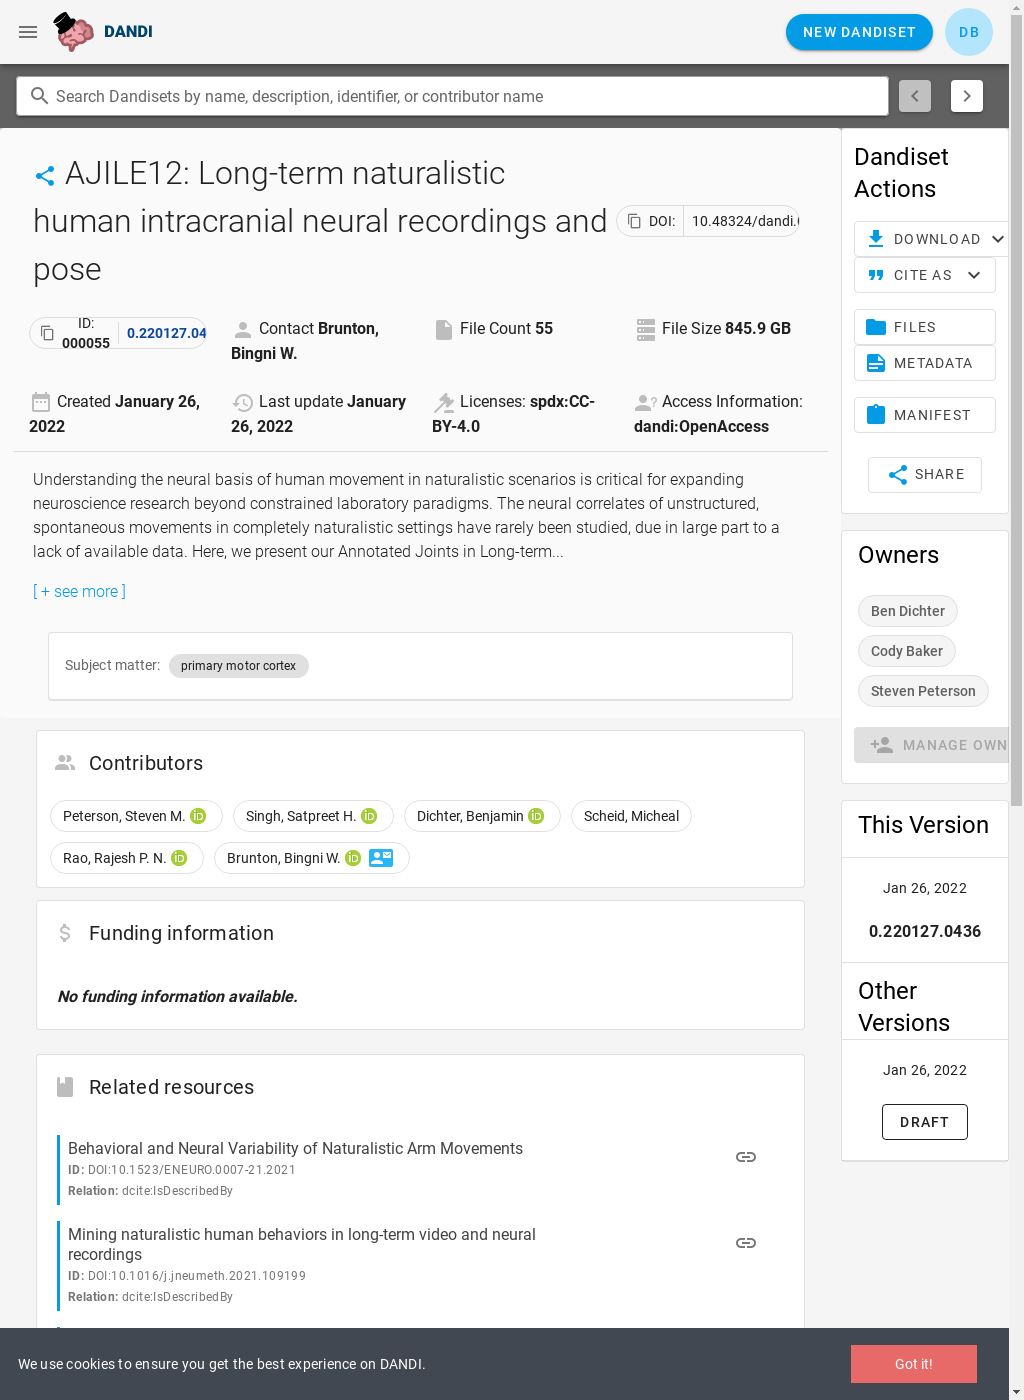 DANDI
NEW DANDISET
DB
Search Dandisets by name, description, identifier, or contributor name
AJILE12: Long-term naturalistic
human intracranial neural recordings and
pose
DOI: 10.48324/dandi.
ID:
000055
0.220127.04
Contact Brunton,
Bingni W.
File Count 55
File Size 845.9 GB
Created January 26,
2022
Last update January
26, 2022
Licenses: spdx:CC-
BY-4.0
Access Information:
dandi:OpenAccess
Understanding the neural basis of human movement in naturalistic scenarios is critical for expanding
neuroscience research beyond constrained laboratory paradigms. The neural correlates of unstructured,
spontaneous movements in completely naturalistic settings have rarely been studied, due in large part to a
lack of available data. Here, we present our Annotated Joints in Long-term...
[ + see more ]
Subject matter: primary motor cortex
Contributors
Peterson, Steven M. iD
Singh, Satpreet H. iD
Dichter, Benjamin iD
Scheid, Micheal
Rao, Rajesh P. N. iD
Brunton, Bingni W. iD
Funding information
No funding information available.
Related resources
Behavioral and Neural Variability of Naturalistic Arm Movements
ID: DOI:10.1523/ENEURO.0007-21.2021
Relation: dcite:IsDescribedBy
Mining naturalistic human behaviors in long-term video and neural
recordings
ID: DOI:10.1016/j.jneumeth.2021.109199
Relation: dcite:IsDescribedBy
Dandiset
Actions
DOWNLOAD
CITE AS
FILES
METADATA
MANIFEST
SHARE
Owners
Ben Dichter
Cody Baker
Steven Peterson
MANAGE OWN
This Version
Jan 26, 2022
0.220127.0436
Other
Versions
Jan 26, 2022
DRAFT
We use cookies to ensure you get the best experience on DANDI.
Got it!